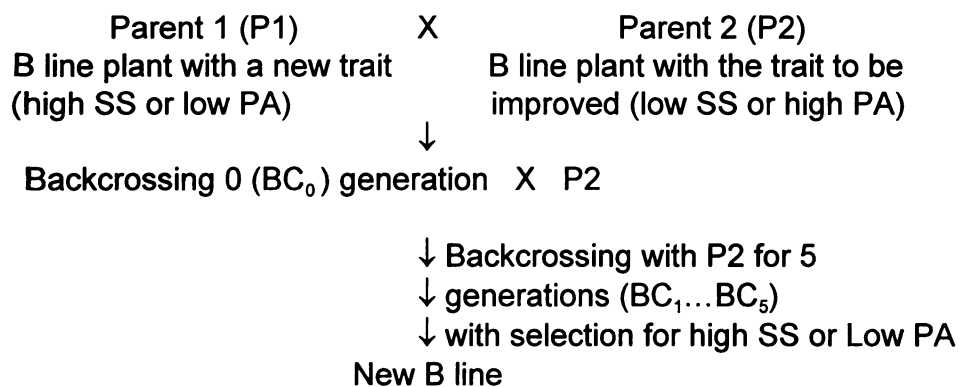 Parent 1 (P1) X Parent 2 (P2)
B line plant with a new trait B line plant with the trait to be
(high SS or low PA) improved (low SS or high PA)
↓
Backcrossing 0 (BC₀) generation X P2
↓ Backcrossing with P2 for 5
↓ generations (BC₁...BC₅)
↓ with selection for high SS or Low PA
New B line